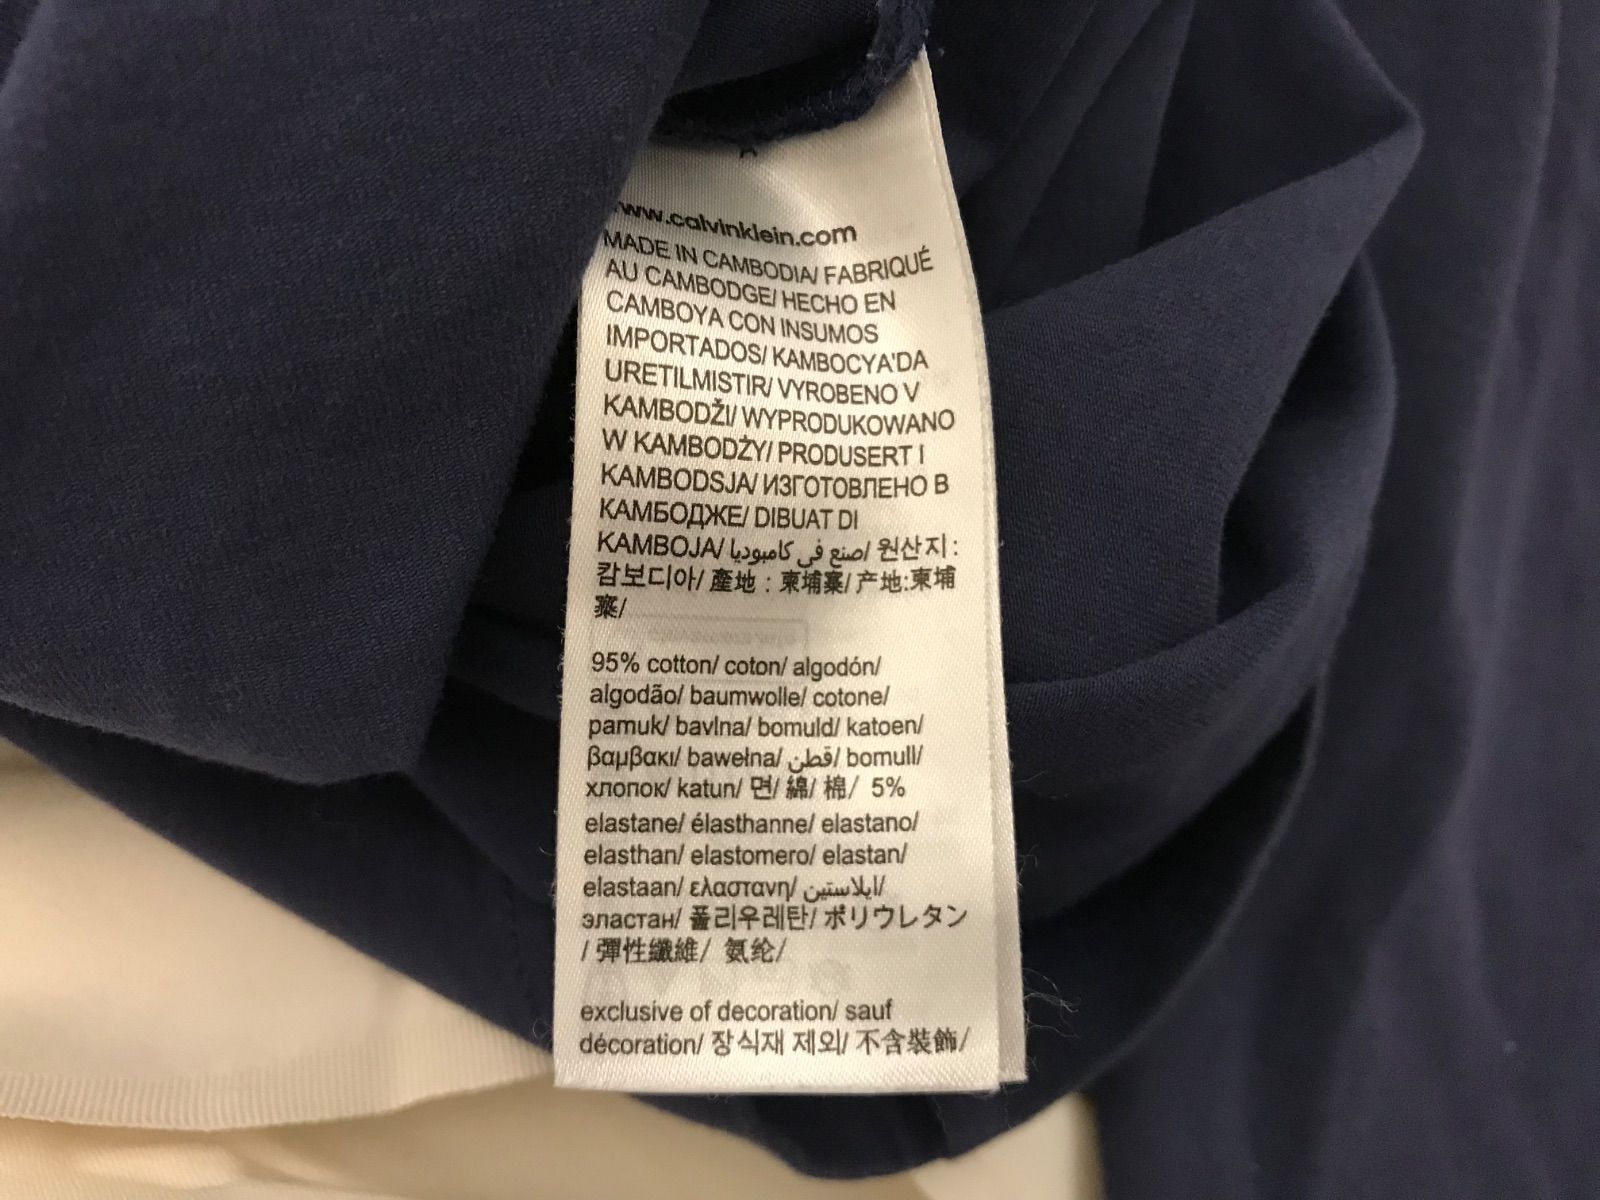 www.calvinklein.com
MADE IN CAMBODIA/ FABRIQUÉ
AU CAMBODGE/ HECHO EN
CAMBOYA CON INSUMOS
IMPORTADOS/ KAMBOCYA'DA
URETILMISTIR/ VYROBENO V
KAMBODŽI/ WYPRODUKOWANO
W KAMBODŻY/ PRODUSERT I
KAMBODSJA/ ИЗГОТОВЛЕНО В
КАМБОДЖЕ/ DIBUAT DI
KAMBOJA/ صنع في كامبوديا/ 원산지:
캄보디아/ 產地：柬埔寨/ 产地:柬埔
寨/
95% cotton/ coton/ algodón/
algodão/ baumwolle/ cotone/
pamuk/ bavlna/ bomuld/ katoen/
βαμβακι/ bawełna/ قطن/ bomull/
хлопок/ katun/ 면/ 綿/ 棉/ 5%
elastane/ élasthanne/ elastano/
elasthan/ elastomero/ elastan/
elastaan/ ελαστανη/ ايلاستين/
эластан/ 폴리우레탄/ ポリウレタン
/ 彈性纖維/ 氨纶/
exclusive of decoration/ sauf
décoration/ 장식재 제외/ 不含裝飾/